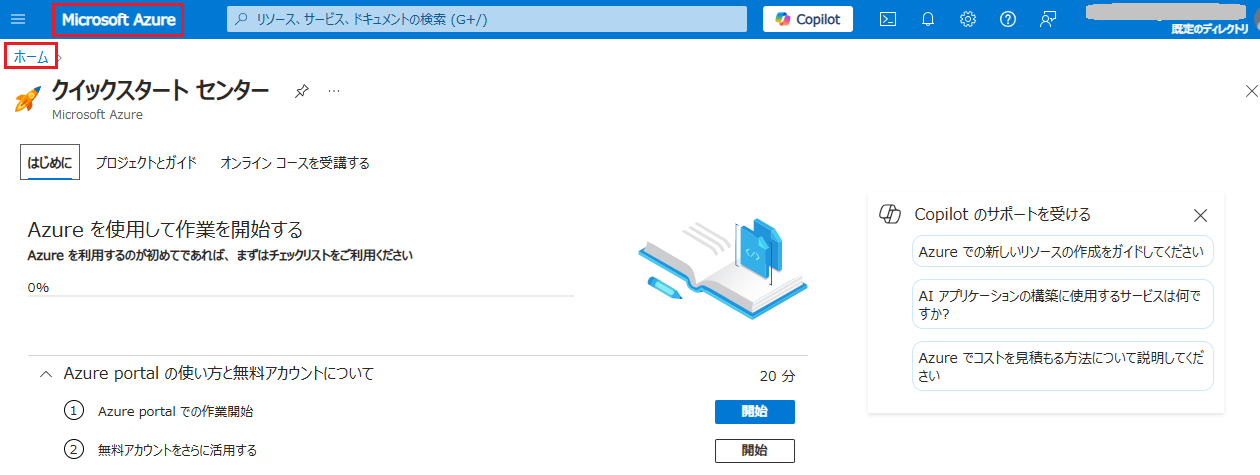 Microsoft Azure
リソース、サービス、ドキュメントの検索 (G+/)
Copilot
既定のディレクトリ
ホーム
クイックスタート センター
Microsoft Azure
はじめに
プロジェクトとガイド
オンライン コースを受講する
Azure を使用して作業を開始する
Azure を利用するのが初めてであれば、まずはチェックリストをご利用ください
0%
Copilot のサポートを受ける
Azure での新しいリソースの作成をガイドしてください
AI アプリケーションの構築に使用するサービスは何で
すか?
Azure でコストを見積もる方法について説明してくだ
さい
Azure portal の使い方と無料アカウントについて
20 分
1 Azure portal での作業開始
開始
2 無料アカウントをさらに活用する
開始